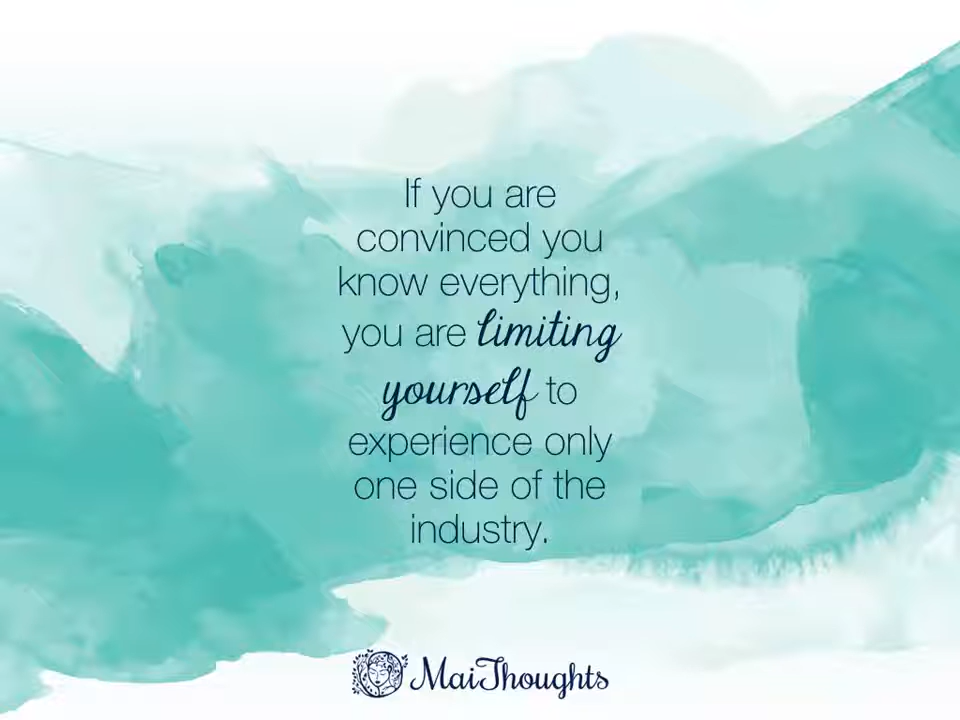 If you are
convinced you
know everything,
you are limiting
yourself to
experience only
one side of the
industry.
MaiThoughts